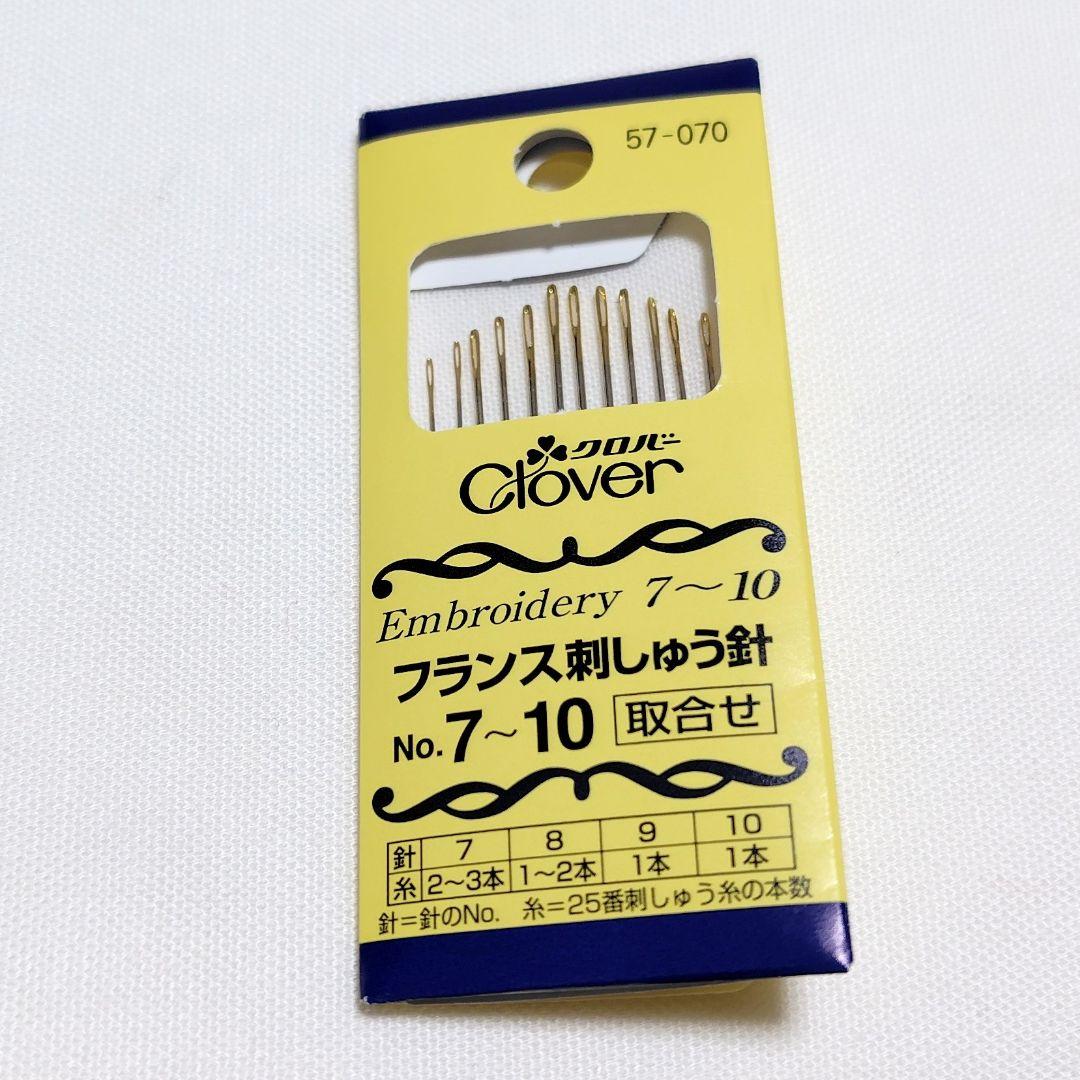 57-070
クロバー
Clover
Embroidery 7～10
フランス刺しゅう針
No.7～10 取合せ
針 7 8 9 10
糸 2～3本 1～2本 1本 1本
針＝針のNo. 糸＝25番刺しゅう糸の本数